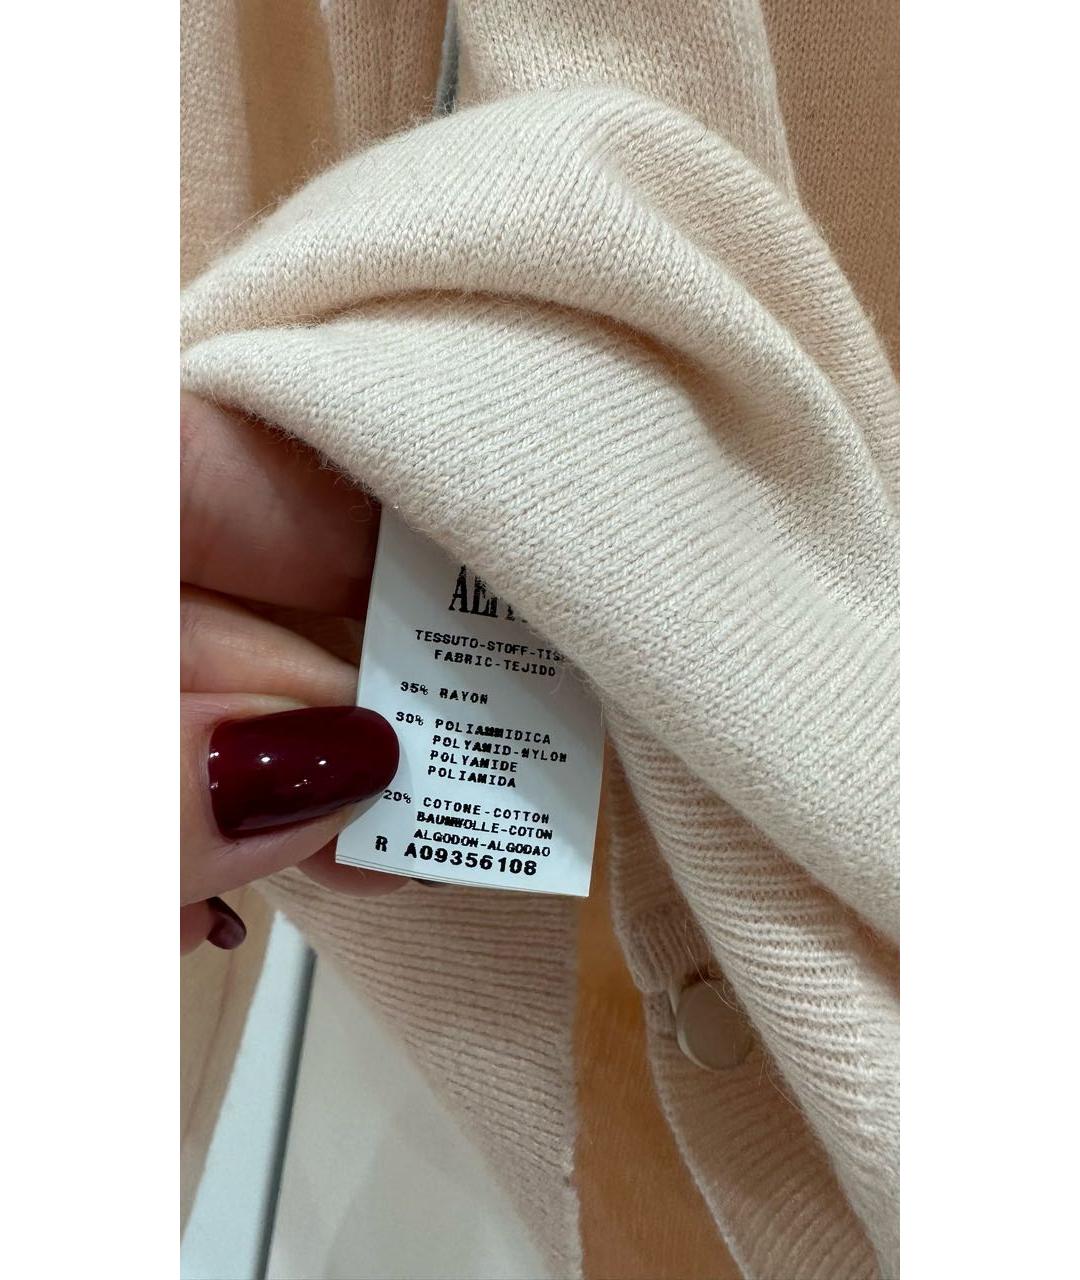 TESSUTO-STOFF-TIS
FABRIC-TEJIDO
35% RAYON
30% POLIAMMIDICA
POLYAMID-NYLON
POLYAMIDE
POLIAMIDA
20% COTONE-COTTON
BAUMWOLLE-COTON
ALGODON-ALGODAO
R A09356108